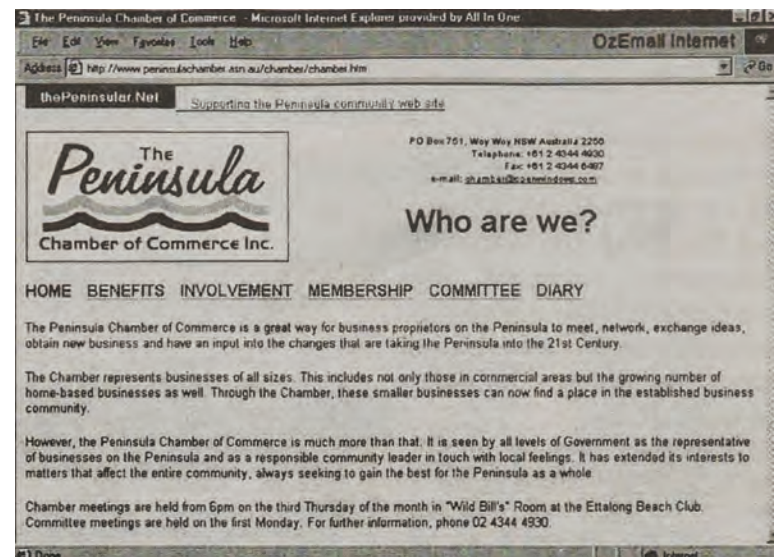 The Peninsula Chamber of Commerce - Microsoft Internet Explorer provided by All In One
File Edit View Favorites Tools Help
OzEmail Internet
Address http://www.peninsulachamber.asn.au/chamber/chamber.htm
Go
thePeninsular.Net
Supporting the Peninsula community web site
The
Peninsula
Chamber of Commerce Inc.
PO Box 751, Woy Woy NSW Australia 2256
Telephone: +61 2 4344 4930
Fax: +61 2 4344 6497
e-mail: chamber@openwindows.com
Who are we?
HOME BENEFITS INVOLVEMENT MEMBERSHIP COMMITTEE DIARY
The Peninsula Chamber of Commerce is a great way for business proprietors on the Peninsula to meet, network, exchange ideas,
obtain new business and have an input into the changes that are taking the Peninsula into the 21st Century.
The Chamber represents businesses of all sizes. This includes not only those in commercial areas but the growing number of
home-based businesses as well. Through the Chamber, these smaller businesses can now find a place in the established business
community.
However, the Peninsula Chamber of Commerce is much more than that. It is seen by all levels of Government as the representative
of businesses on the Peninsula and as a responsible community leader in touch with local feelings. It has extended its interests to
matters that affect the entire community, always seeking to gain the best for the Peninsula as a whole.
Chamber meetings are held from 6pm on the third Thursday of the month in "Wild Bill's" Room at the Ettalong Beach Club.
Committee meetings are held on the first Monday. For further information, phone 02 4344 4930.
Done
Internet